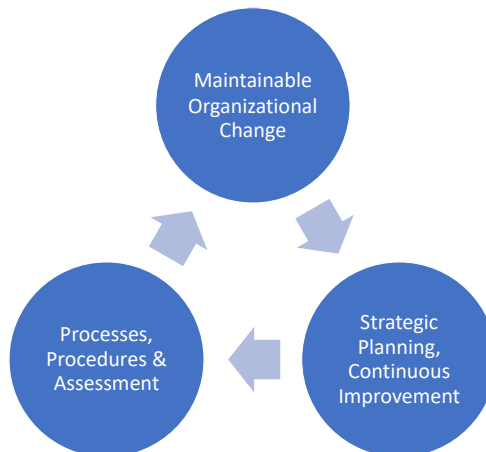 Maintainable
Organizational
Change
Strategic
Planning,
Continuous
Improvement
Processes,
Procedures &
Assessment